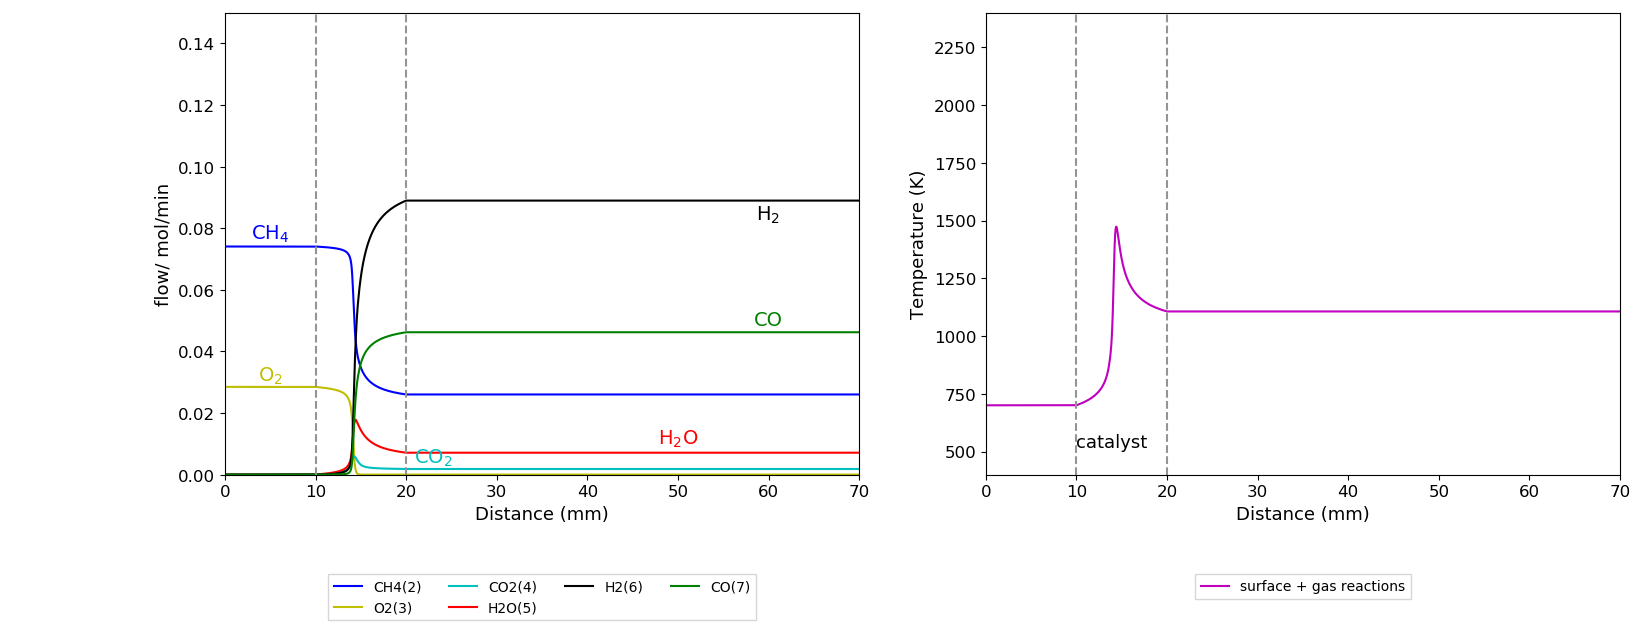 0.14
0.12
0.10
0.08
0.06
0.04
0.02
0.00
flow/ mol/min
CH4
O2
H2
CO
H2O
CO2
0 10 20 30 40 50 60 70
Distance (mm)
CH4(2) CO2(4) H2(6) CO(7)
O2(3) H2O(5)
2250
2000
1750
1500
1250
1000
750
500
Temperature (K)
catalyst
0 10 20 30 40 50 60 70
Distance (mm)
surface + gas reactions